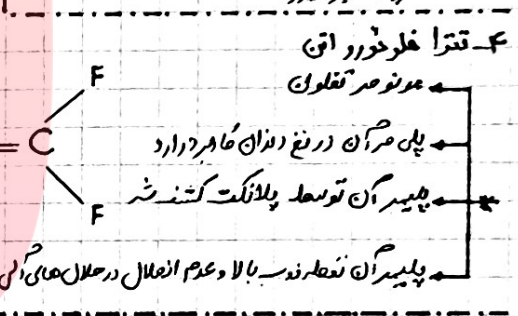 ۴- تترا فلوئورو اتن
مونومر تفلون
پلی مر آن در نخ دندان کاربرد دارد
پلیمر آن توسط پلانکت کشف شد
پلیمر آن نقطه ذوب بالا و عدم انحلال در حلال های آلی
F
=C
F